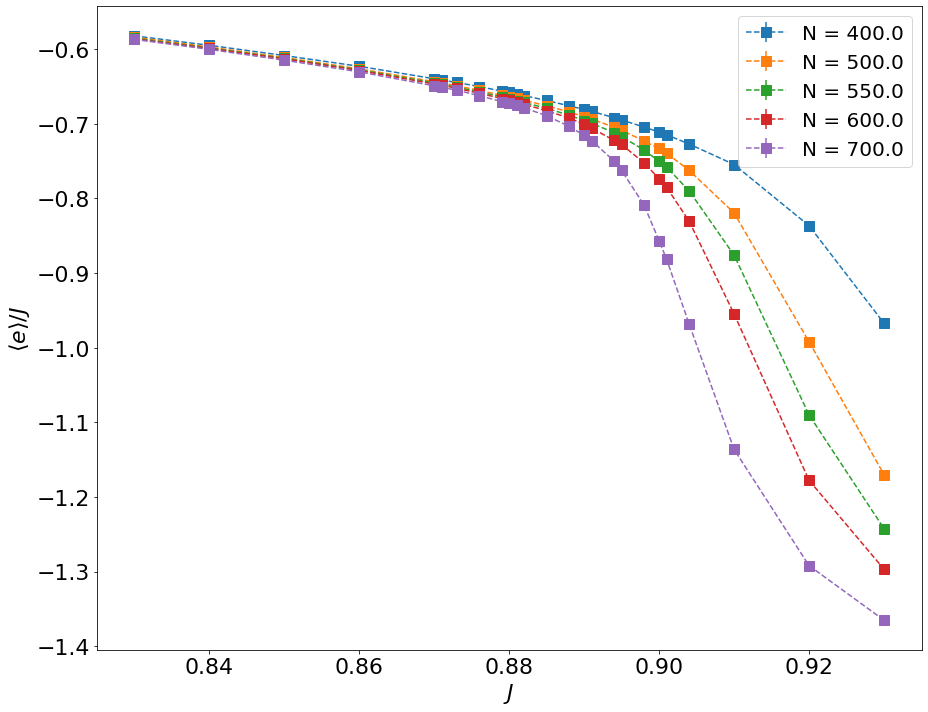 N = 400.0
N = 500.0
N = 550.0
N = 600.0
N = 700.0
−0.6
−0.7
−0.8
−0.9
−1.0
−1.1
−1.2
−1.3
−1.4
⟨e⟩/J
0.84 0.86 0.88 0.90 0.92
J